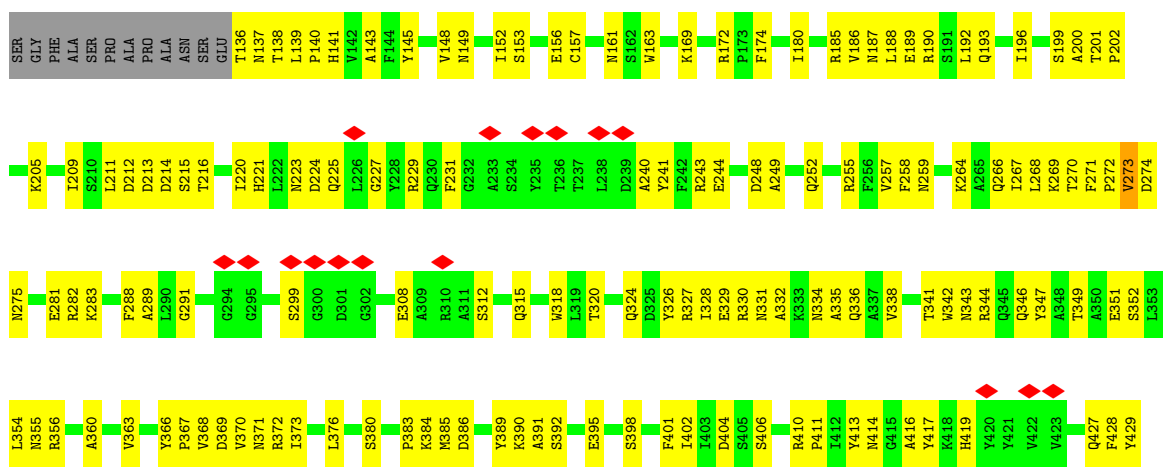 SER GLY PHE ALA SER PRO ALA ALA PRO ALA ASN SER GLU T136 N137 T138 L139 P140 H141 V142 A143 F144 Y145 V148 N149 I152 S153 E156 C157 N161 S162 W163 K169 R172 P173 F174 I180 R185 V186 N187 L188 E189 R190 S191 L192 Q193 I196 S199 A200 T201 P202
K205 I209 S210 L211 D212 D213 D214 S215 T216 I220 H221 L222 N223 D224 Q225 L226 G227 Y228 R229 Q230 F231 G232 A233 S234 Y235 T236 T237 L238 D239 A240 Y241 F242 R243 E244 D248 A249 Q252 R255 F256 V257 F258 N259 K264 A265 Q266 I267 L268 K269 T270 F271 P272 V273 D274
N275 E281 R282 K283 F288 A289 L290 G291 G294 G295 S299 G300 D301 G302 E308 A309 R310 A311 S312 Q315 W318 L319 T320 Q324 D325 Y326 R327 I328 E329 R330 N331 A332 K333 N334 A335 Q336 A337 V338 T341 W342 N343 R344 Q345 Q346 Y347 A348 T349 A350 E351 S352 L353
L354 N355 R356 A360 V363 Y366 P367 V368 D369 V370 N371 R372 I373 L376 S380 P383 K384 M385 D386 Y389 K390 A391 S392 E395 S398 F401 I402 I403 D404 S405 S406 R410 P411 I412 Y413 N414 G415 A416 Y417 K418 H419 Y420 Y421 V422 V423 Q427 F428 Y429